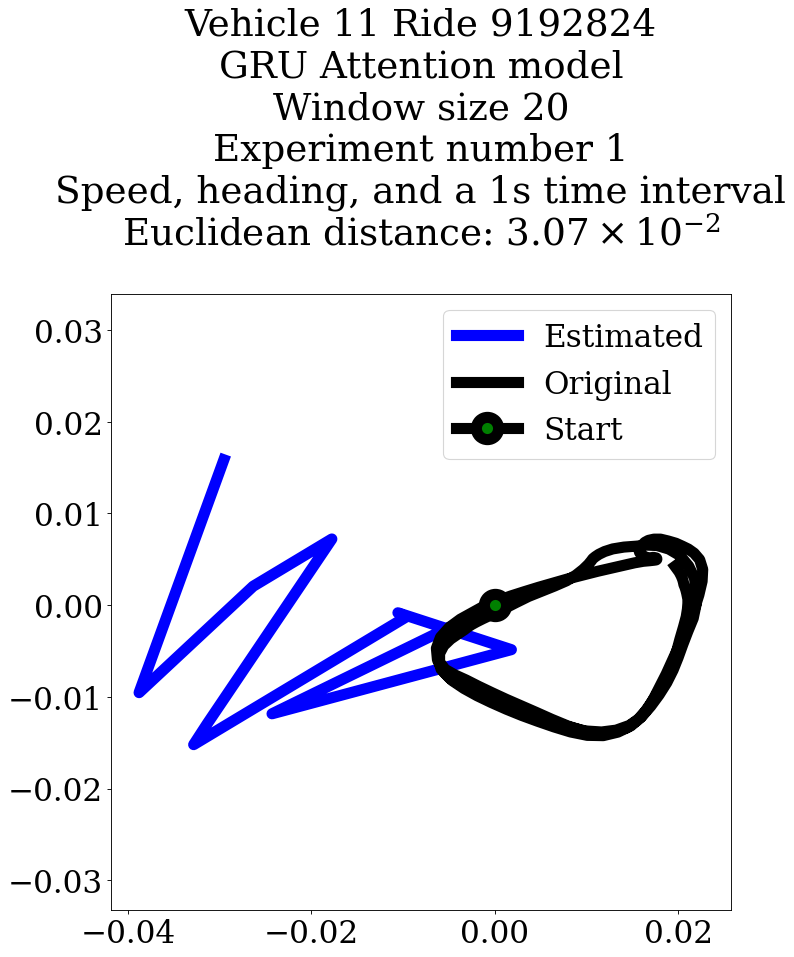 Vehicle 11 Ride 9192824
GRU Attention model
Window size 20
Experiment number 1
Speed, heading, and a 1s time interval
Euclidean distance: 3.07 × 10⁻²
Estimated
Original
Start
0.03
0.02
0.01
0.00
−0.01
−0.02
−0.03
−0.04 −0.02 0.00 0.02